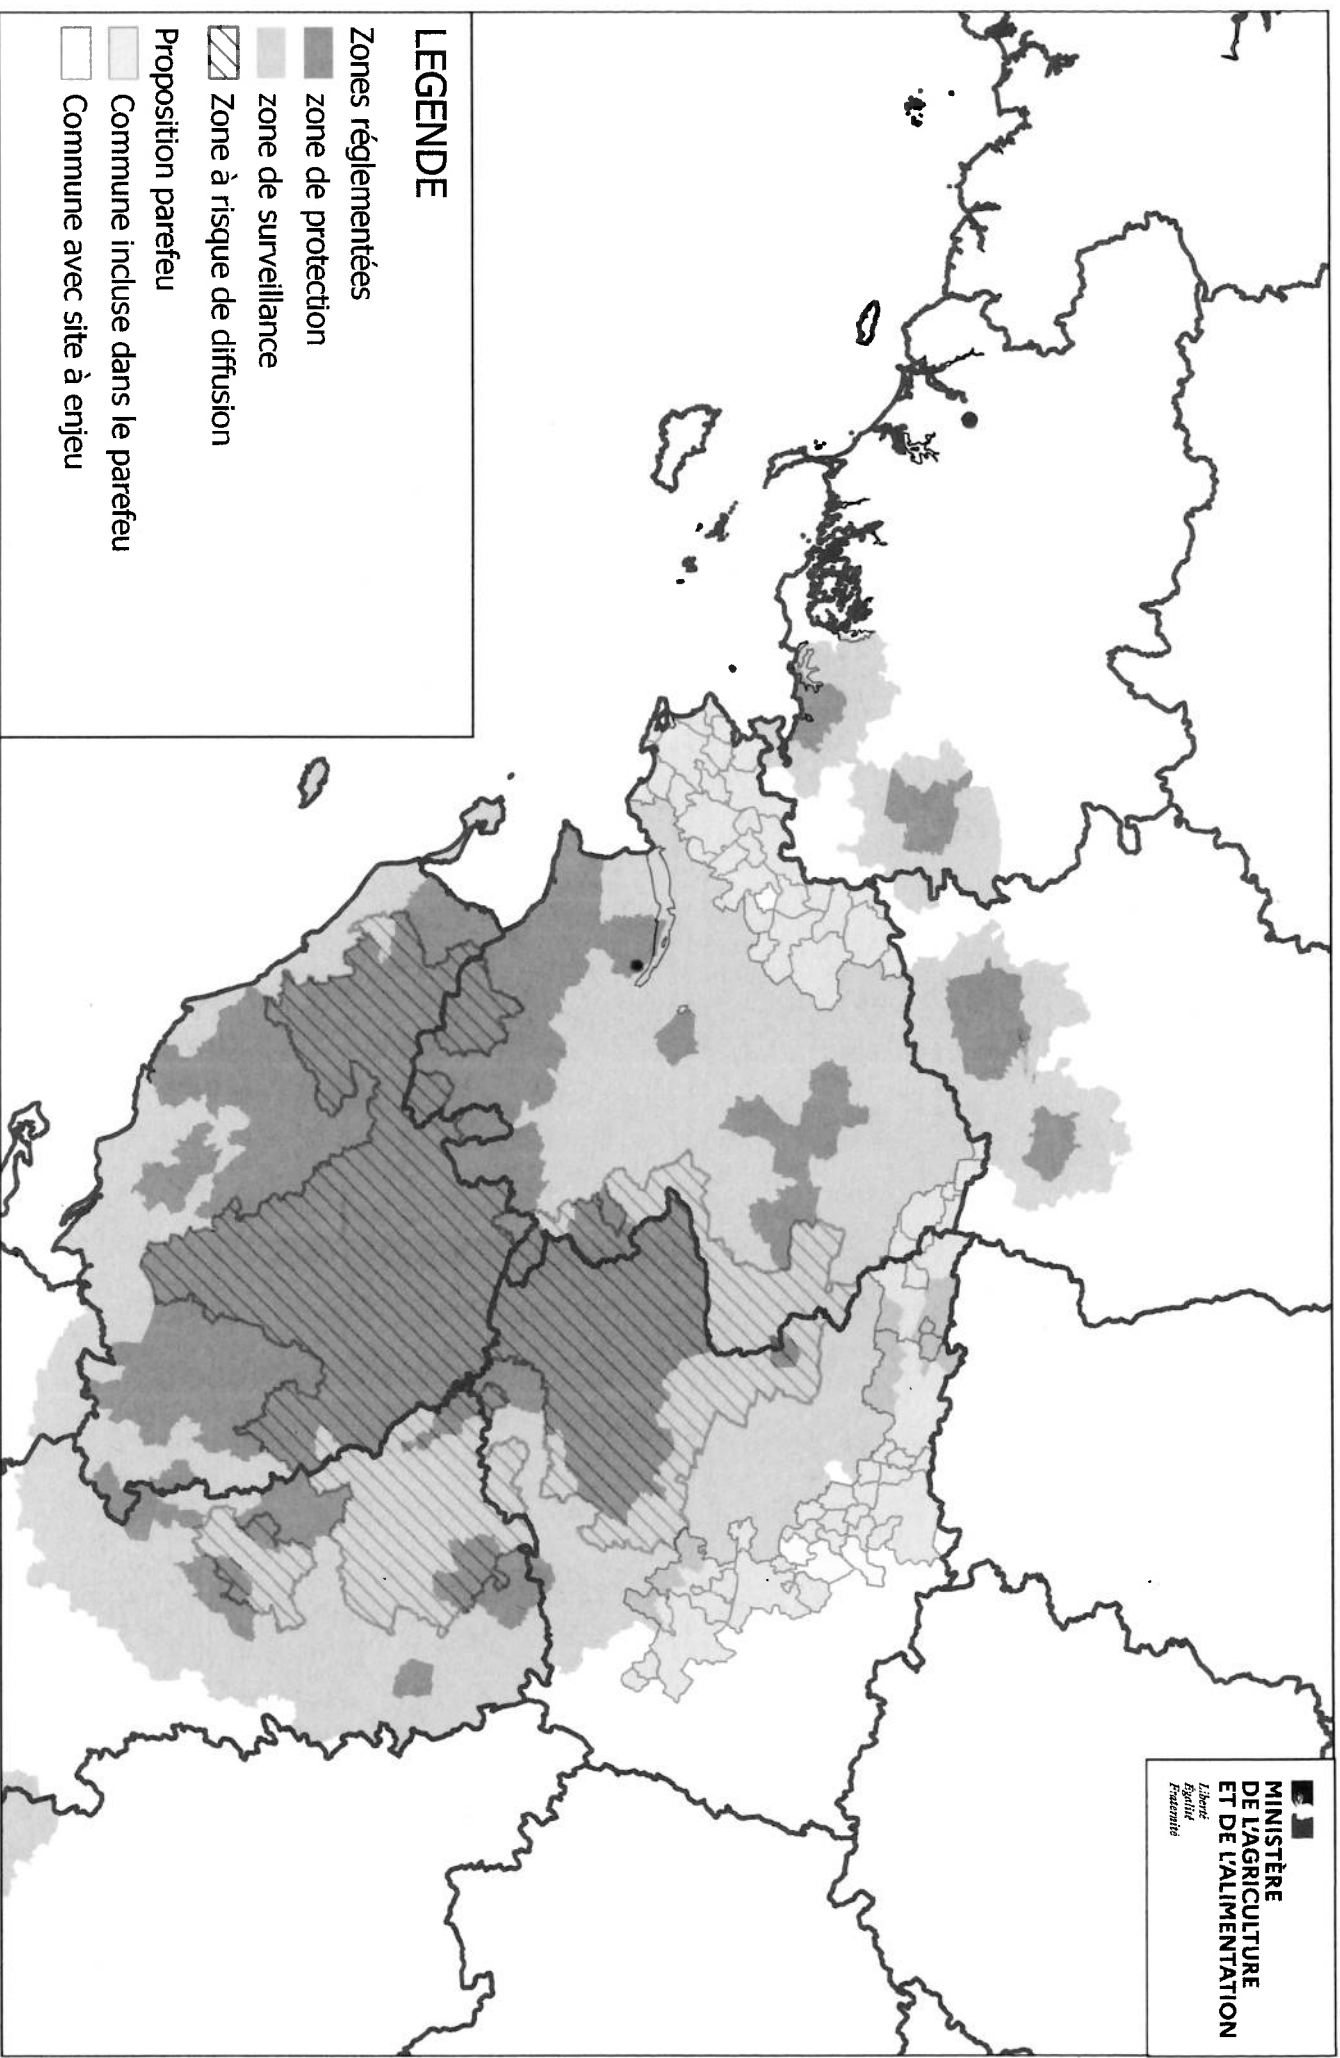 LEGENDE
Zones réglementées
zone de protection
zone de surveillance
Zone à risque de diffusion
Proposition parefeu
Commune incluse dans le parefeu
Commune avec site à enjeu
MINISTÈRE
DE L'AGRICULTURE
ET DE L'ALIMENTATION
Liberté
Égalité
Fraternité